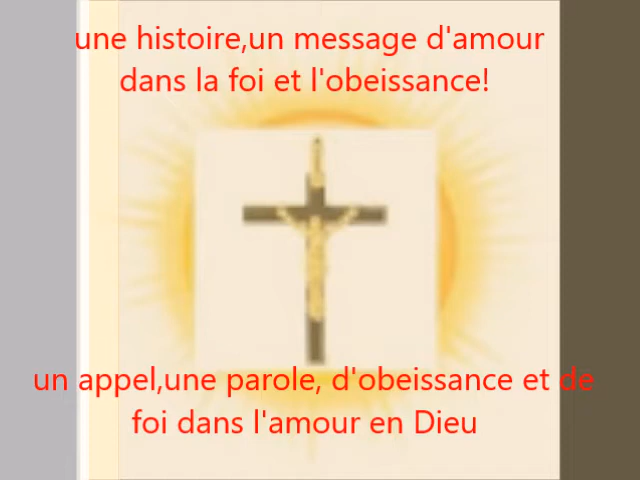 une histoire,un message d'amour
dans la foi et l'obeissance!
un appel,une parole, d'obeissance et de
foi dans l'amour en Dieu